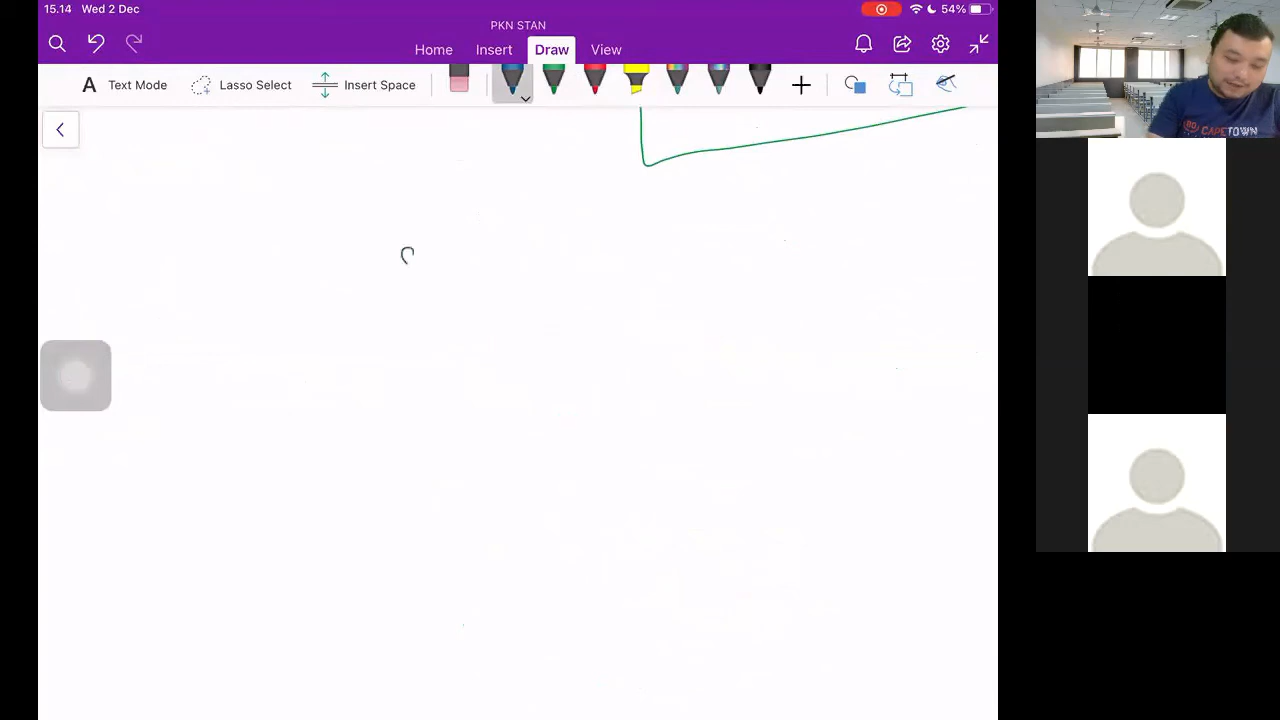 15.14 Wed 2 Dec
54%
PKN STAN
Home Insert Draw View
A Text Mode Lasso Select Insert Space
RD CAPETOWN